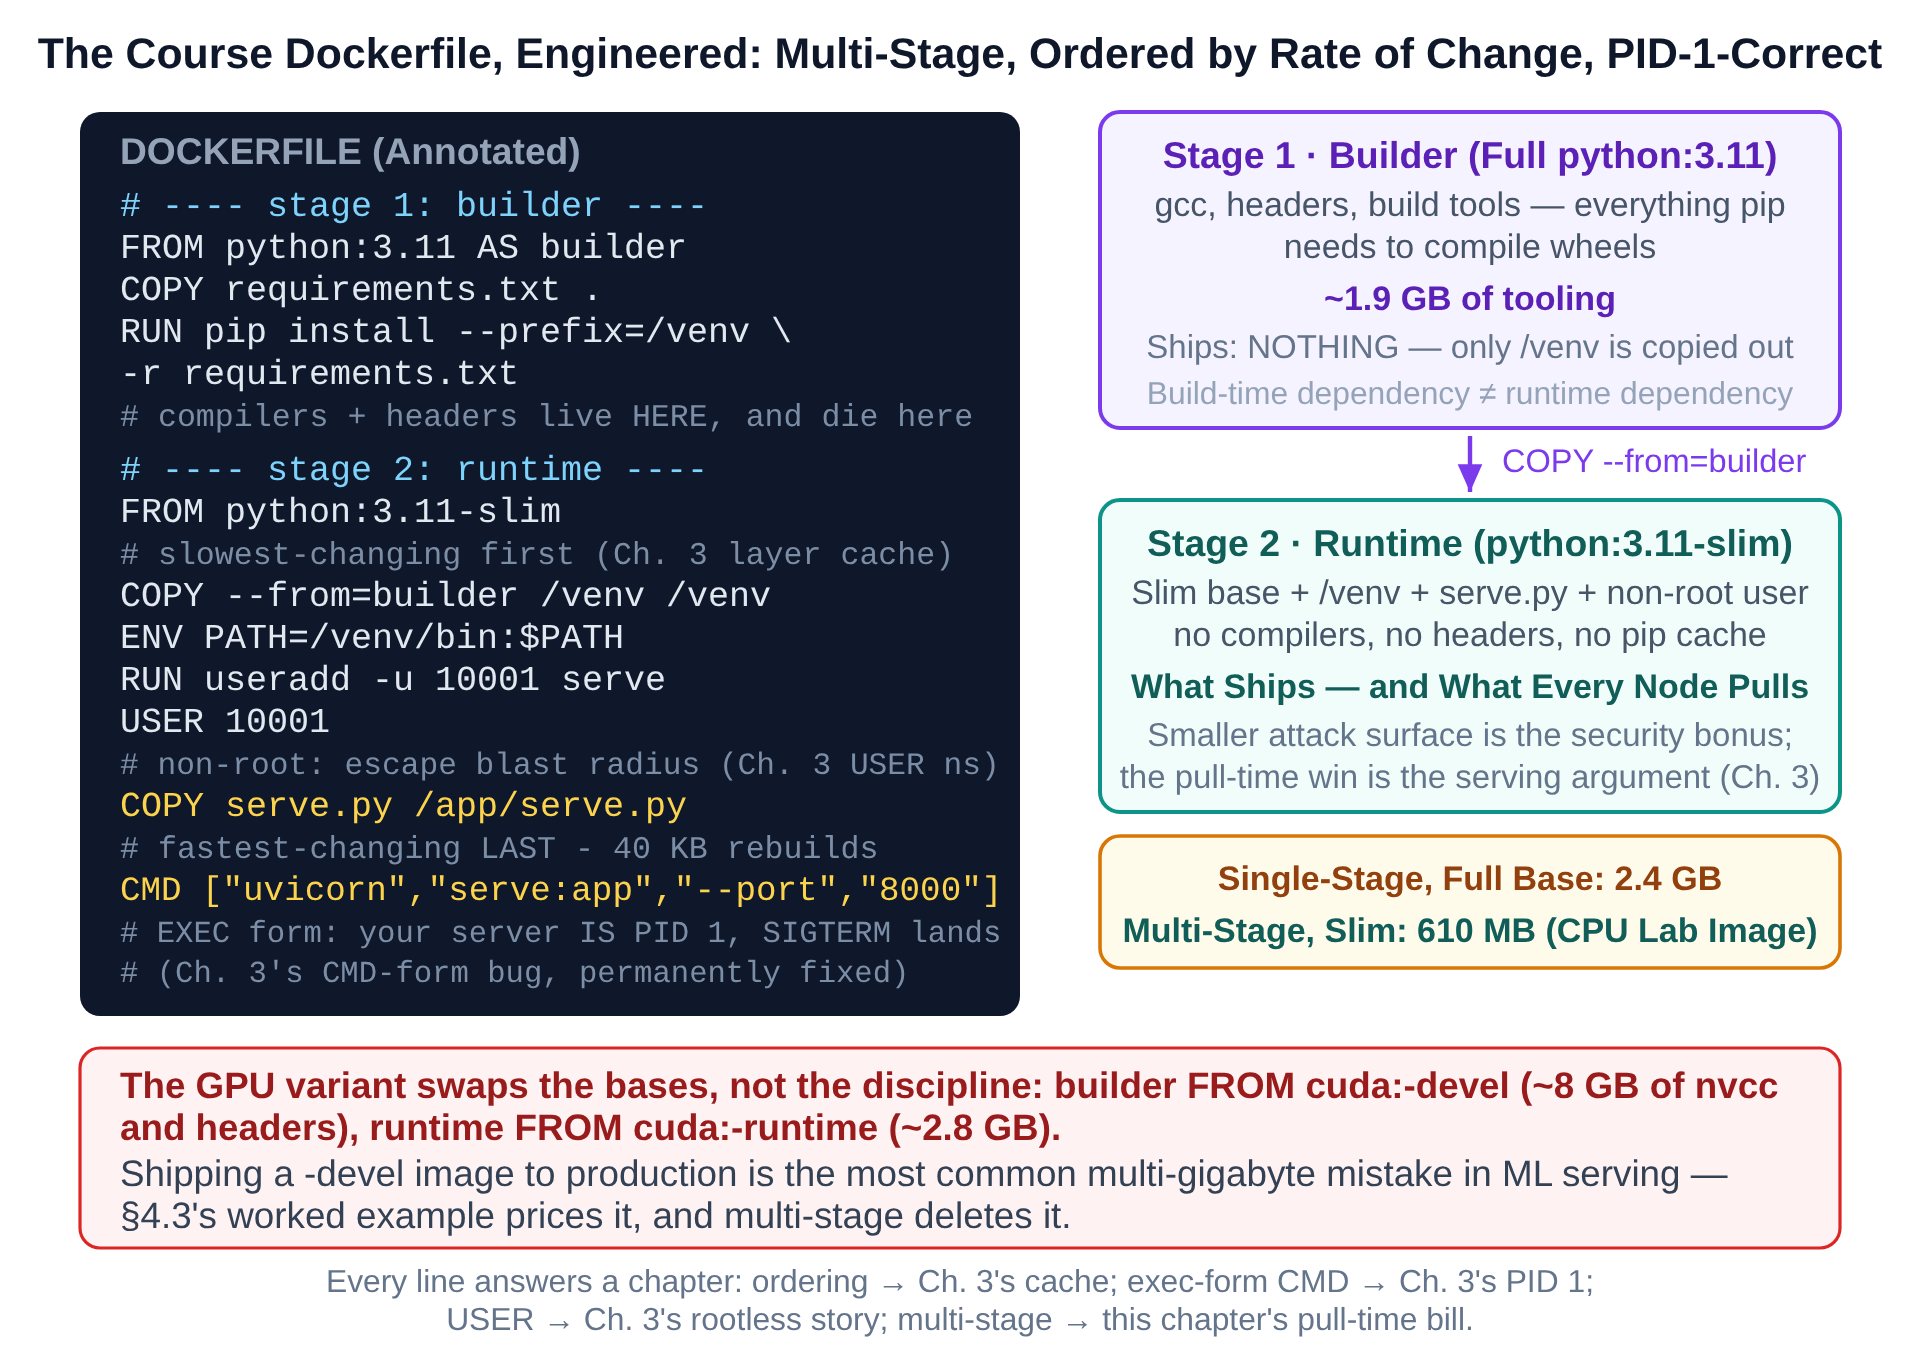 The Course Dockerfile, Engineered: Multi-Stage, Ordered by Rate of Change, PID-1-Correct
DOCKERFILE (Annotated)
# ---- stage 1: builder ----
FROM python:3.11 AS builder
COPY requirements.txt .
RUN pip install --prefix=/venv \
-r requirements.txt
# compilers + headers live HERE, and die here
# ---- stage 2: runtime ----
FROM python:3.11-slim
# slowest-changing first (Ch. 3 layer cache)
COPY --from=builder /venv /venv
ENV PATH=/venv/bin:$PATH
RUN useradd -u 10001 serve
USER 10001
# non-root: escape blast radius (Ch. 3 USER ns)
COPY serve.py /app/serve.py
# fastest-changing LAST - 40 KB rebuilds
CMD ["uvicorn","serve:app","--port","8000"]
# EXEC form: your server IS PID 1, SIGTERM lands
# (Ch. 3's CMD-form bug, permanently fixed)
Stage 1 · Builder (Full python:3.11)
gcc, headers, build tools — everything pip
needs to compile wheels
~1.9 GB of tooling
Ships: NOTHING — only /venv is copied out
Build-time dependency ≠ runtime dependency
COPY --from=builder
Stage 2 · Runtime (python:3.11-slim)
Slim base + /venv + serve.py + non-root user
no compilers, no headers, no pip cache
What Ships — and What Every Node Pulls
Smaller attack surface is the security bonus;
the pull-time win is the serving argument (Ch. 3)
Single-Stage, Full Base: 2.4 GB
Multi-Stage, Slim: 610 MB (CPU Lab Image)
The GPU variant swaps the bases, not the discipline: builder FROM cuda:-devel (~8 GB of nvcc
and headers), runtime FROM cuda:-runtime (~2.8 GB).
Shipping a -devel image to production is the most common multi-gigabyte mistake in ML serving —
§4.3's worked example prices it, and multi-stage deletes it.
Every line answers a chapter: ordering → Ch. 3's cache; exec-form CMD → Ch. 3's PID 1;
USER → Ch. 3's rootless story; multi-stage → this chapter's pull-time bill.